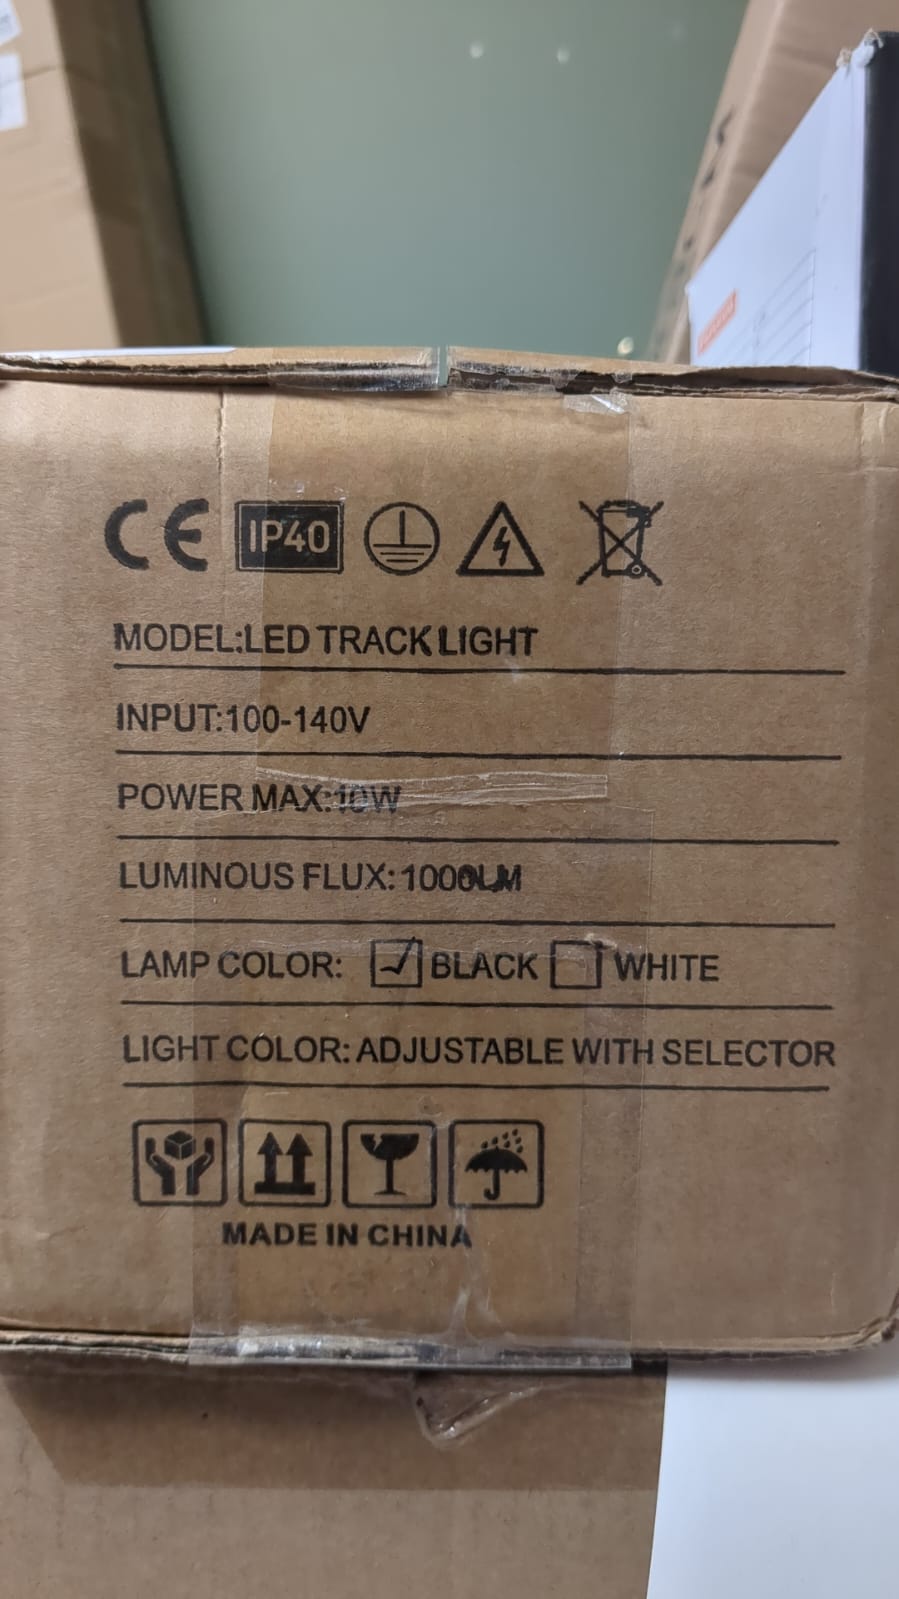 CE IP40
MODEL:LED TRACK LIGHT
INPUT:100-140V
POWER MAX:10W
LUMINOUS FLUX: 1000LM
LAMP COLOR: BLACK WHITE
LIGHT COLOR: ADJUSTABLE WITH SELECTOR
MADE IN CHINA